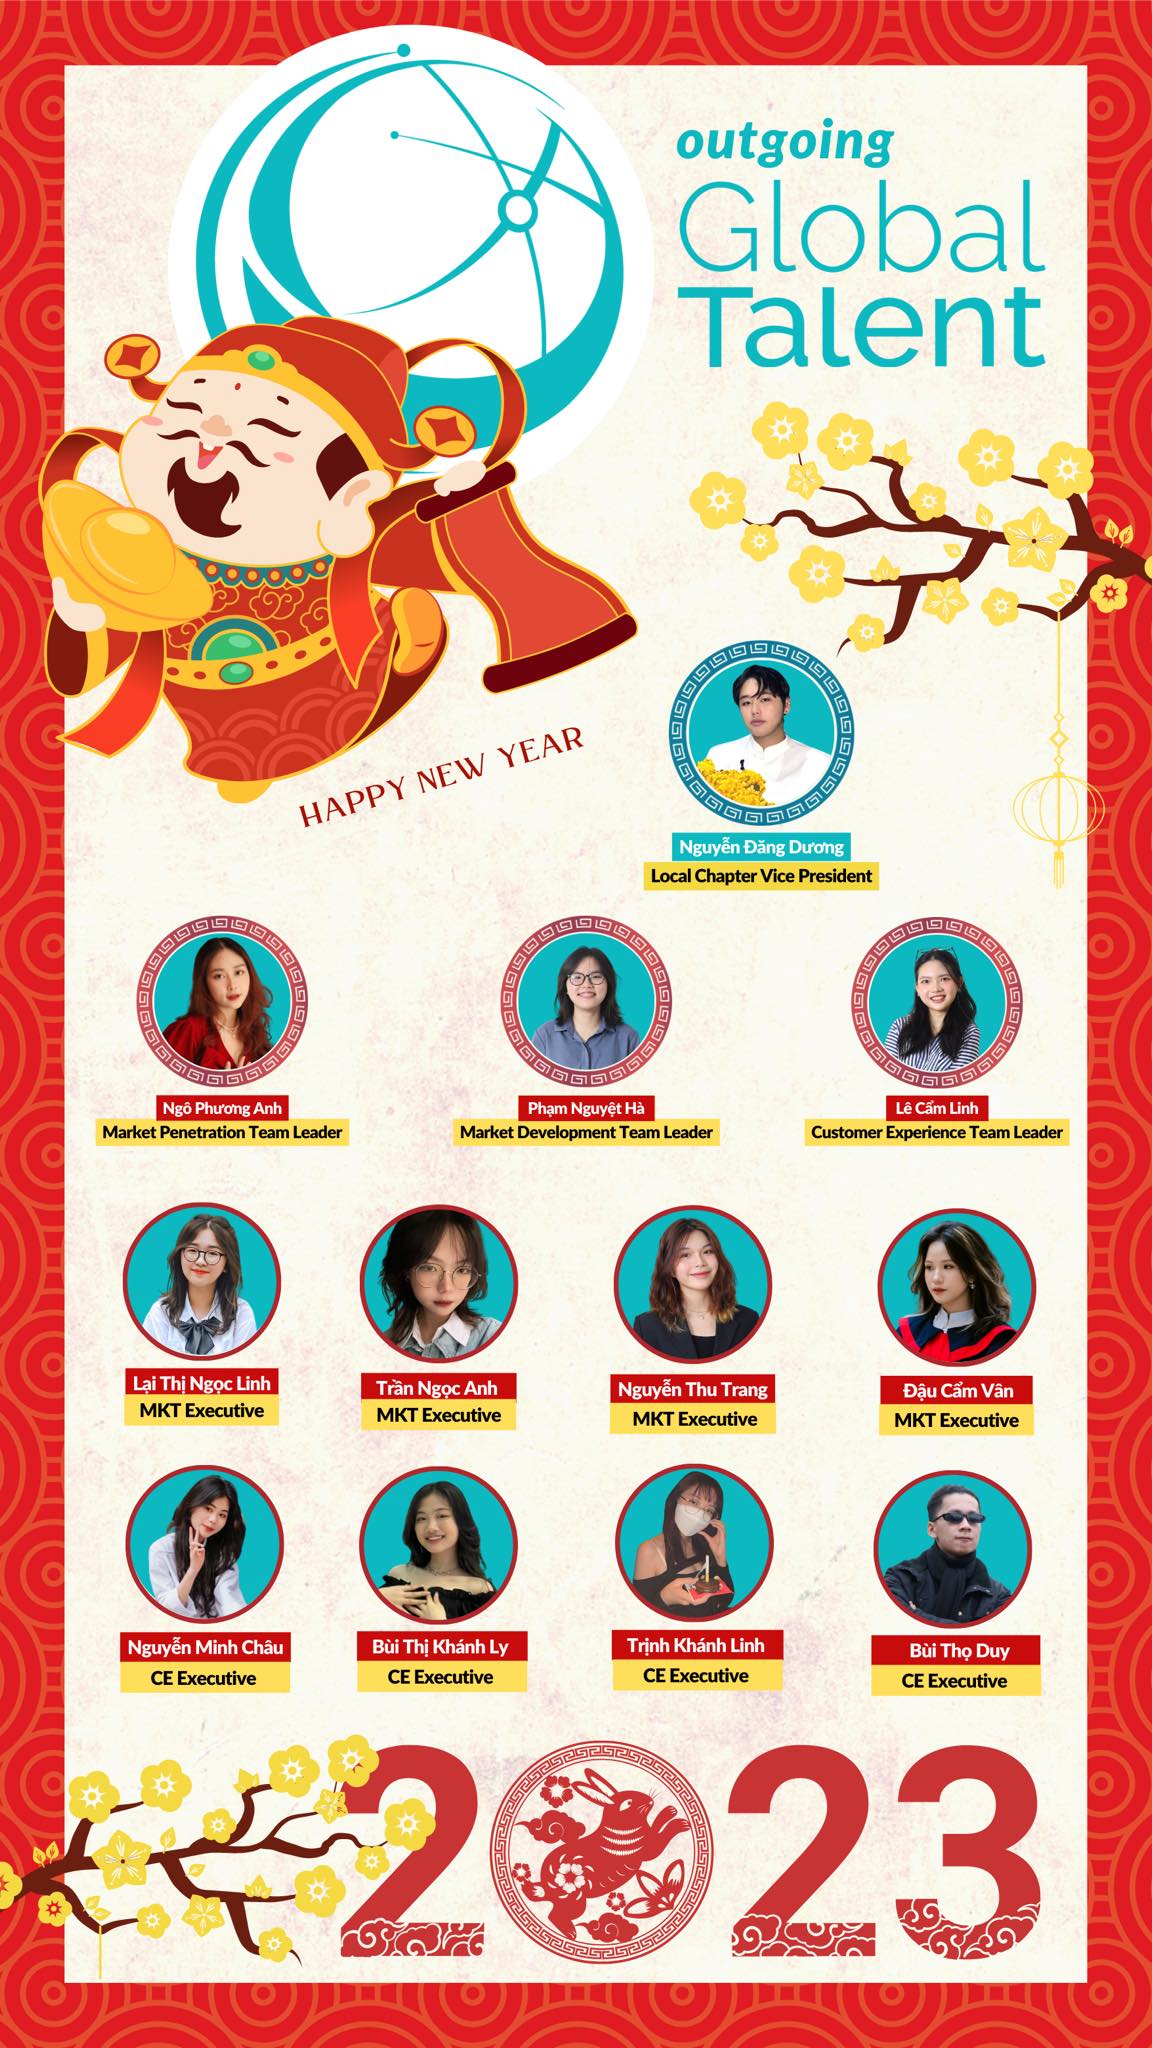 outgoing
Global
Talent
HAPPY NEW YEAR
Nguyễn Đăng Dương
Local Chapter Vice President
Ngô Phương Anh
Market Penetration Team Leader
Phạm Nguyệt Hà
Market Development Team Leader
Lê Cẩm Linh
Customer Experience Team Leader
Lại Thị Ngọc Linh
MKT Executive
Trần Ngọc Anh
MKT Executive
Nguyễn Thu Trang
MKT Executive
Đậu Cẩm Vân
MKT Executive
Nguyễn Minh Châu
CE Executive
Bùi Thị Khánh Ly
CE Executive
Trịnh Khánh Linh
CE Executive
Bùi Thọ Duy
CE Executive
2023